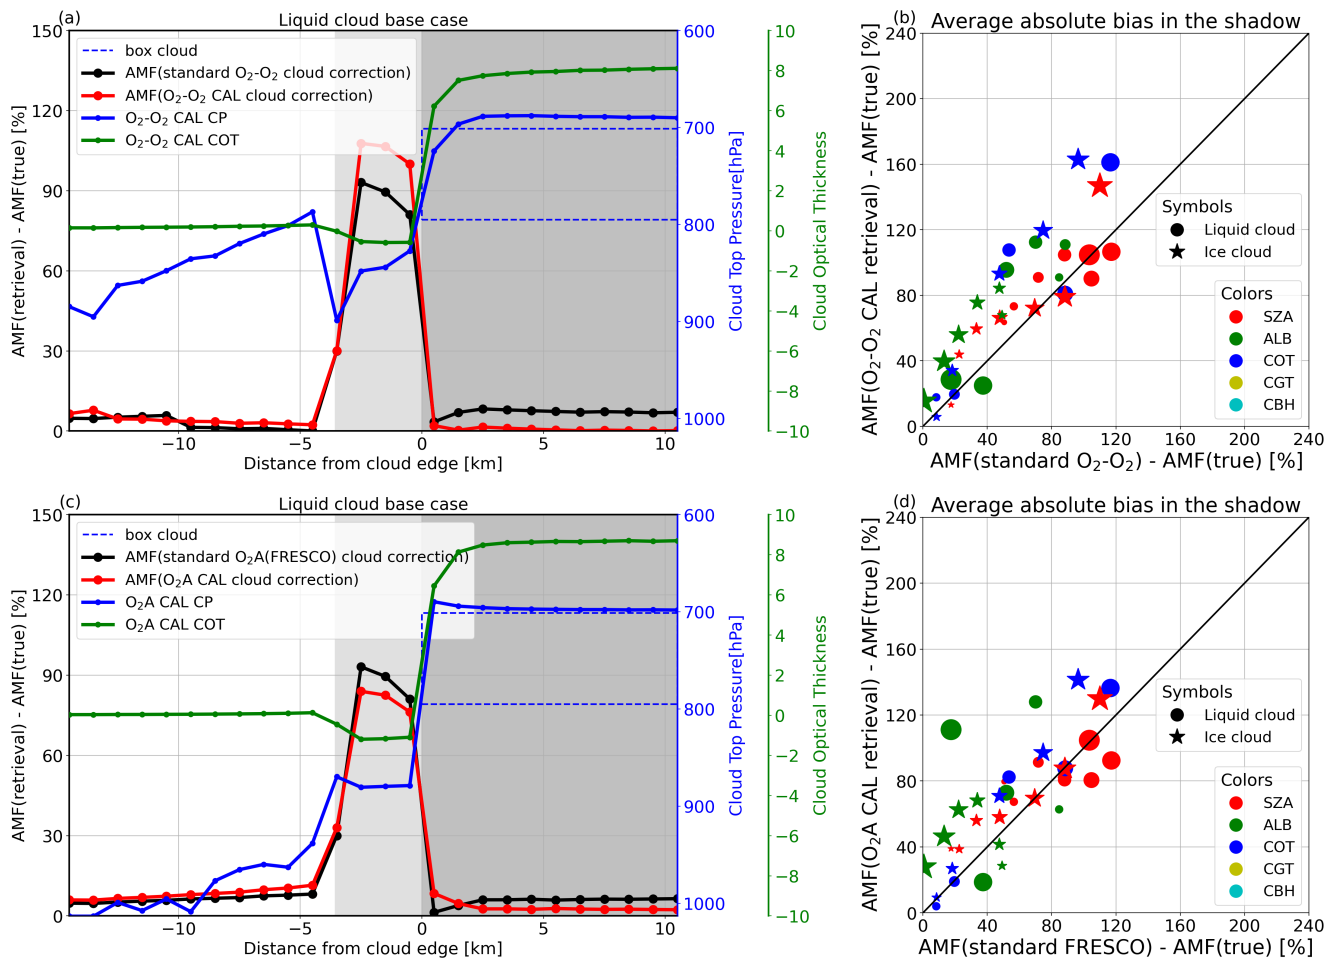 (a)
Liquid cloud base case
150
120
90
60
30
0
AMF(retrieval) - AMF(true) [%]
box cloud
AMF(standard O2-O2 cloud correction)
AMF(O2-O2 CAL cloud correction)
O2-O2 CAL CP
O2-O2 CAL COT
−10 −5 0 5 10
Distance from cloud edge [km]
600
700
800
900
1000
Cloud Top Pressure[hPa]
10
8
6
4
2
0
−2
−4
−6
−8
−10
Cloud Optical Thickness
(b)
Average absolute bias in the shadow
240
200
160
120
80
40
0
AMF(O2-O2 CAL retrieval) - AMF(true) [%]
Symbols
Liquid cloud
Ice cloud
Colors
SZA
ALB
COT
CGT
CBH
0 40 80 120 160 200 240
AMF(standard O2-O2) - AMF(true) [%]
(c)
Liquid cloud base case
150
120
90
60
30
0
AMF(retrieval) - AMF(true) [%]
box cloud
AMF(standard O2A(FRESCO) cloud correction)
AMF(O2A CAL cloud correction)
O2A CAL CP
O2A CAL COT
−10 −5 0 5 10
Distance from cloud edge [km]
600
700
800
900
1000
Cloud Top Pressure[hPa]
10
8
6
4
2
0
−2
−4
−6
−8
−10
Cloud Optical Thickness
(d)
Average absolute bias in the shadow
240
200
160
120
80
40
0
AMF(O2A CAL retrieval) - AMF(true) [%]
Symbols
Liquid cloud
Ice cloud
Colors
SZA
ALB
COT
CGT
CBH
0 40 80 120 160 200 240
AMF(standard FRESCO) - AMF(true) [%]